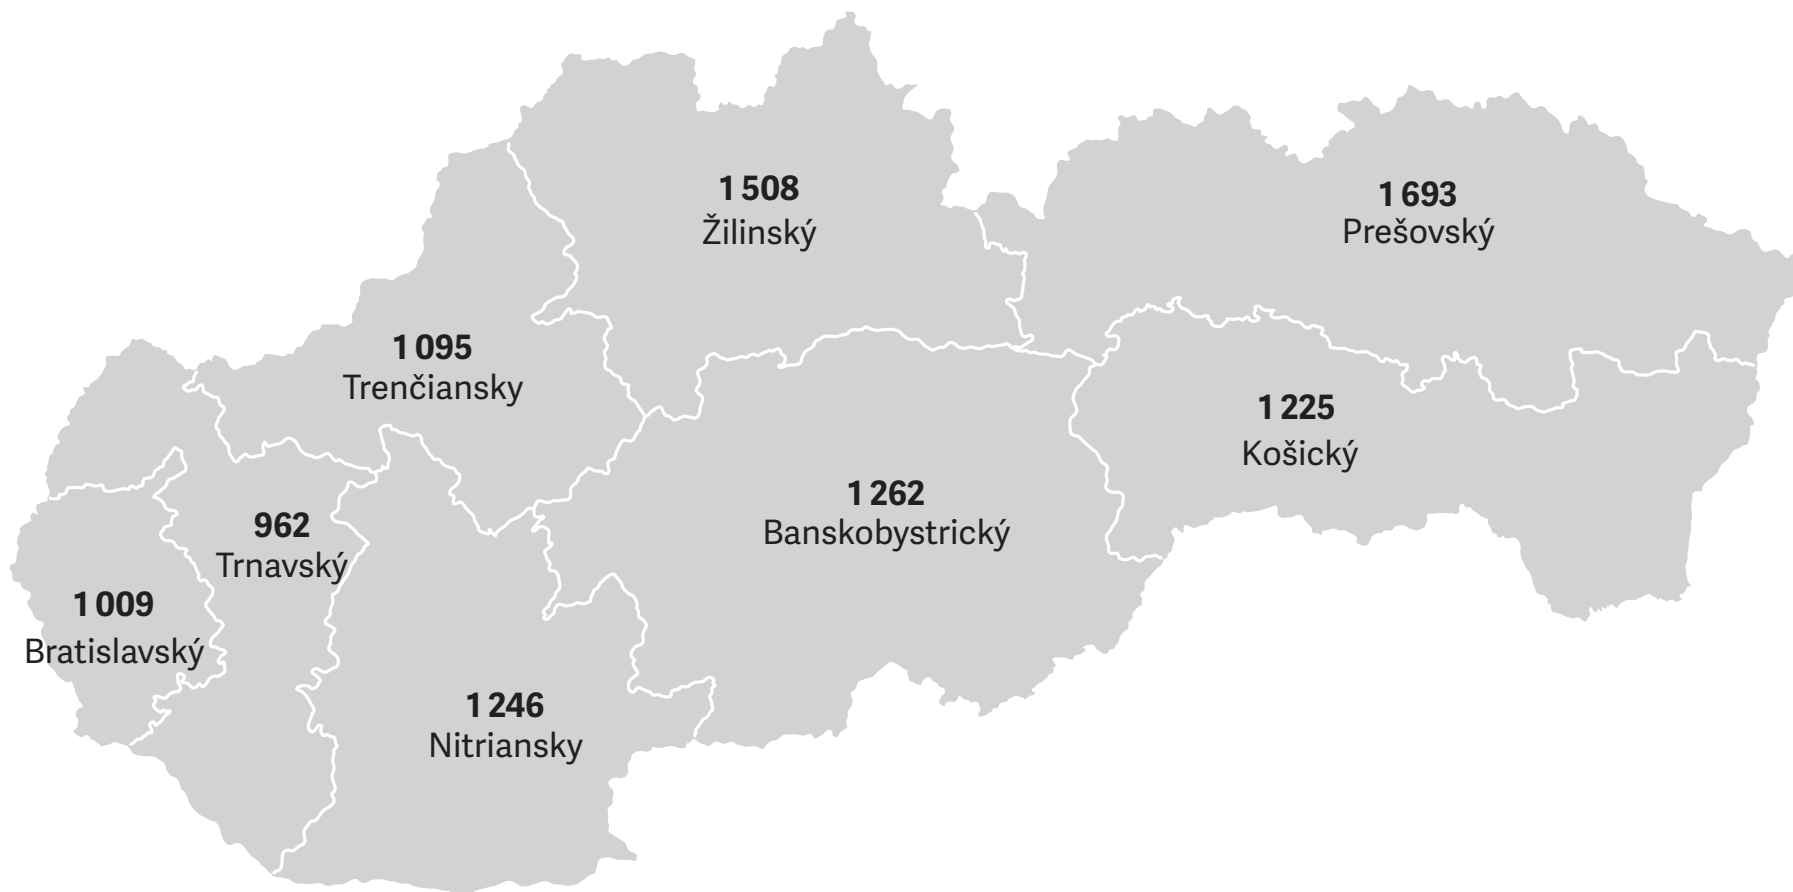 1 508
Žilinský
1 693
Prešovský
1 095
Trenčiansky
1 225
Košický
1 262
Banskobystrický
962
Trnavský
1 009
Bratislavský
1 246
Nitriansky